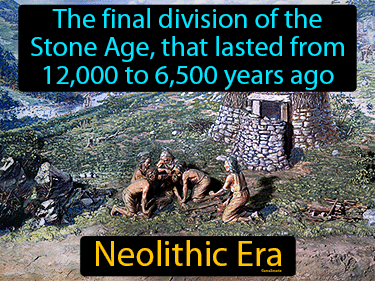 The final division of the
Stone Age, that lasted from
12,000 to 6,500 years ago
Neolithic Era